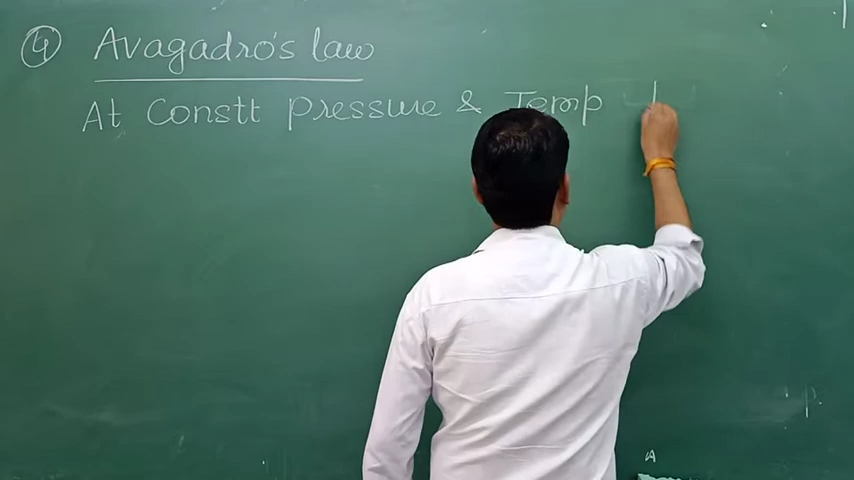 ④ Avagadro's law
At Constt Pressure & Temp
A